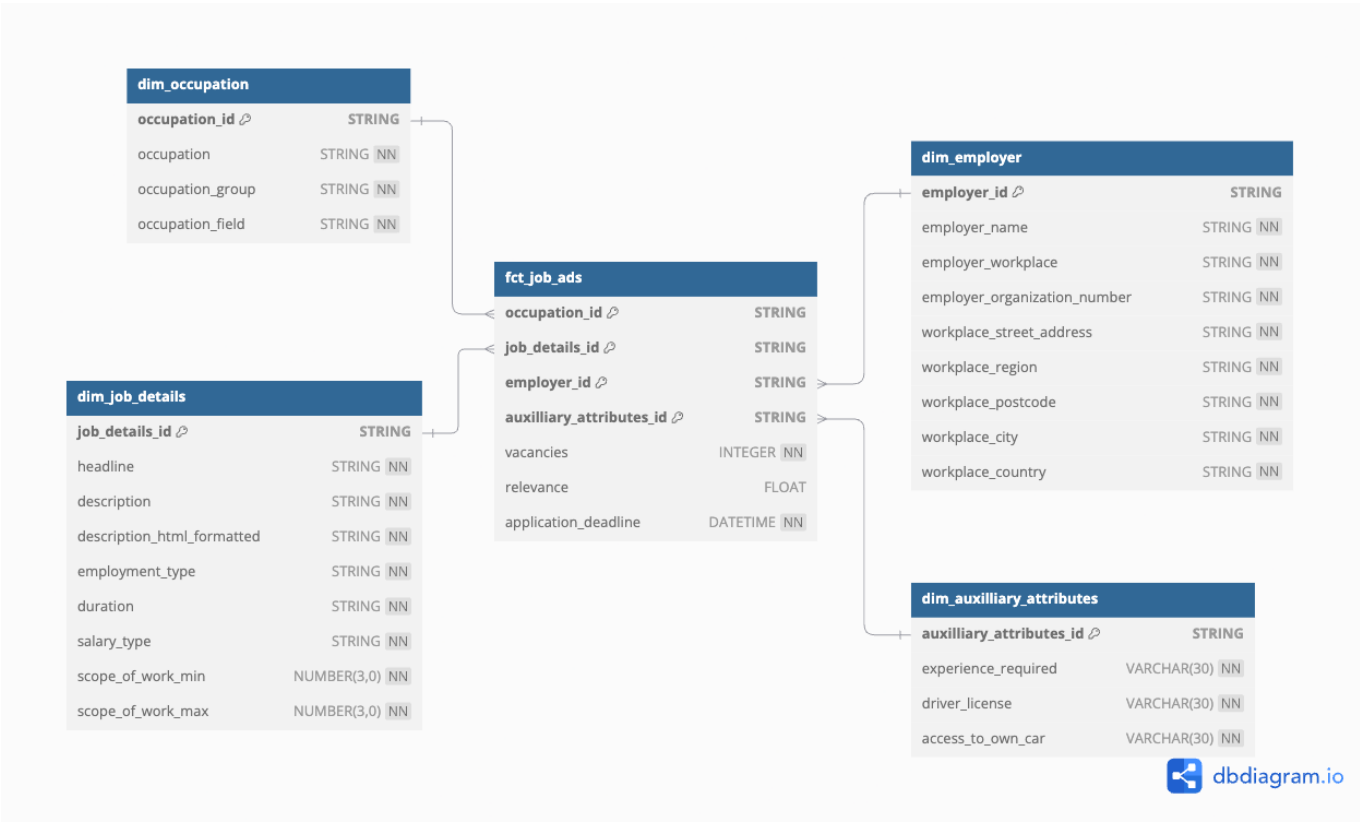 dim_occupation
occupation_id STRING
occupation STRING NN
occupation_group STRING NN
occupation_field STRING NN
dim_job_details
job_details_id STRING
headline STRING NN
description STRING NN
description_html_formatted STRING NN
employment_type STRING NN
duration STRING NN
salary_type STRING NN
scope_of_work_min NUMBER(3,0) NN
scope_of_work_max NUMBER(3,0) NN
fct_job_ads
occupation_id STRING
job_details_id STRING
employer_id STRING
auxilliary_attributes_id STRING
vacancies INTEGER NN
relevance FLOAT
application_deadline DATETIME NN
dim_employer
employer_id STRING
employer_name STRING NN
employer_workplace STRING NN
employer_organization_number STRING NN
workplace_street_address STRING NN
workplace_region STRING NN
workplace_postcode STRING NN
workplace_city STRING NN
workplace_country STRING NN
dim_auxilliary_attributes
auxilliary_attributes_id STRING
experience_required VARCHAR(30) NN
driver_license VARCHAR(30) NN
access_to_own_car VARCHAR(30) NN
dbdiagram.io